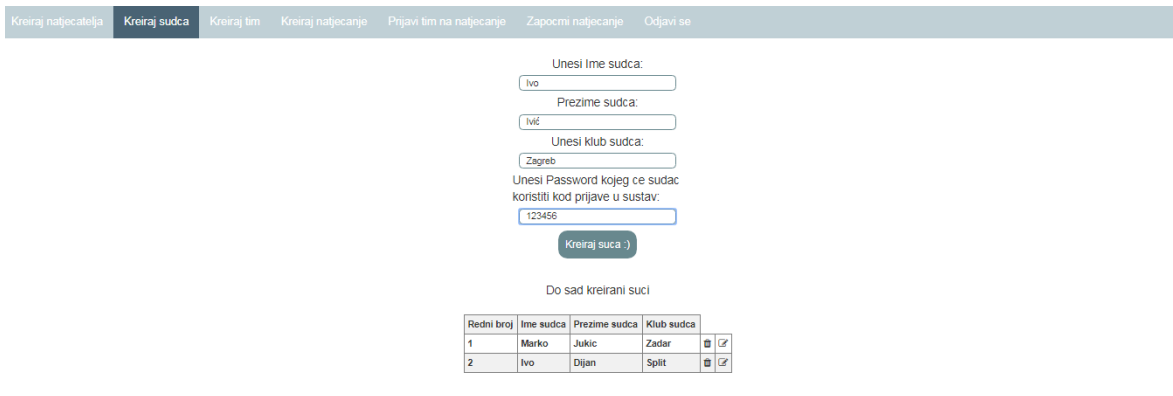 Kreiraj natjecatelja Kreiraj sudca Kreiraj tim Kreiraj natjecanje Prijavi tim na natjecanje Zapocmi natjecanje Odjavi se
Unesi Ime sudca:
Ivo
Prezime sudca:
Ivić
Unesi klub sudca:
Zagreb
Unesi Password kojeg ce sudac
koristiti kod prijave u sustav:
123456
Kreiraj suca :)
Do sad kreirani suci
Redni broj Ime sudca Prezime sudca Klub sudca
1 Marko Jukic Zadar
2 Ivo Dijan Split